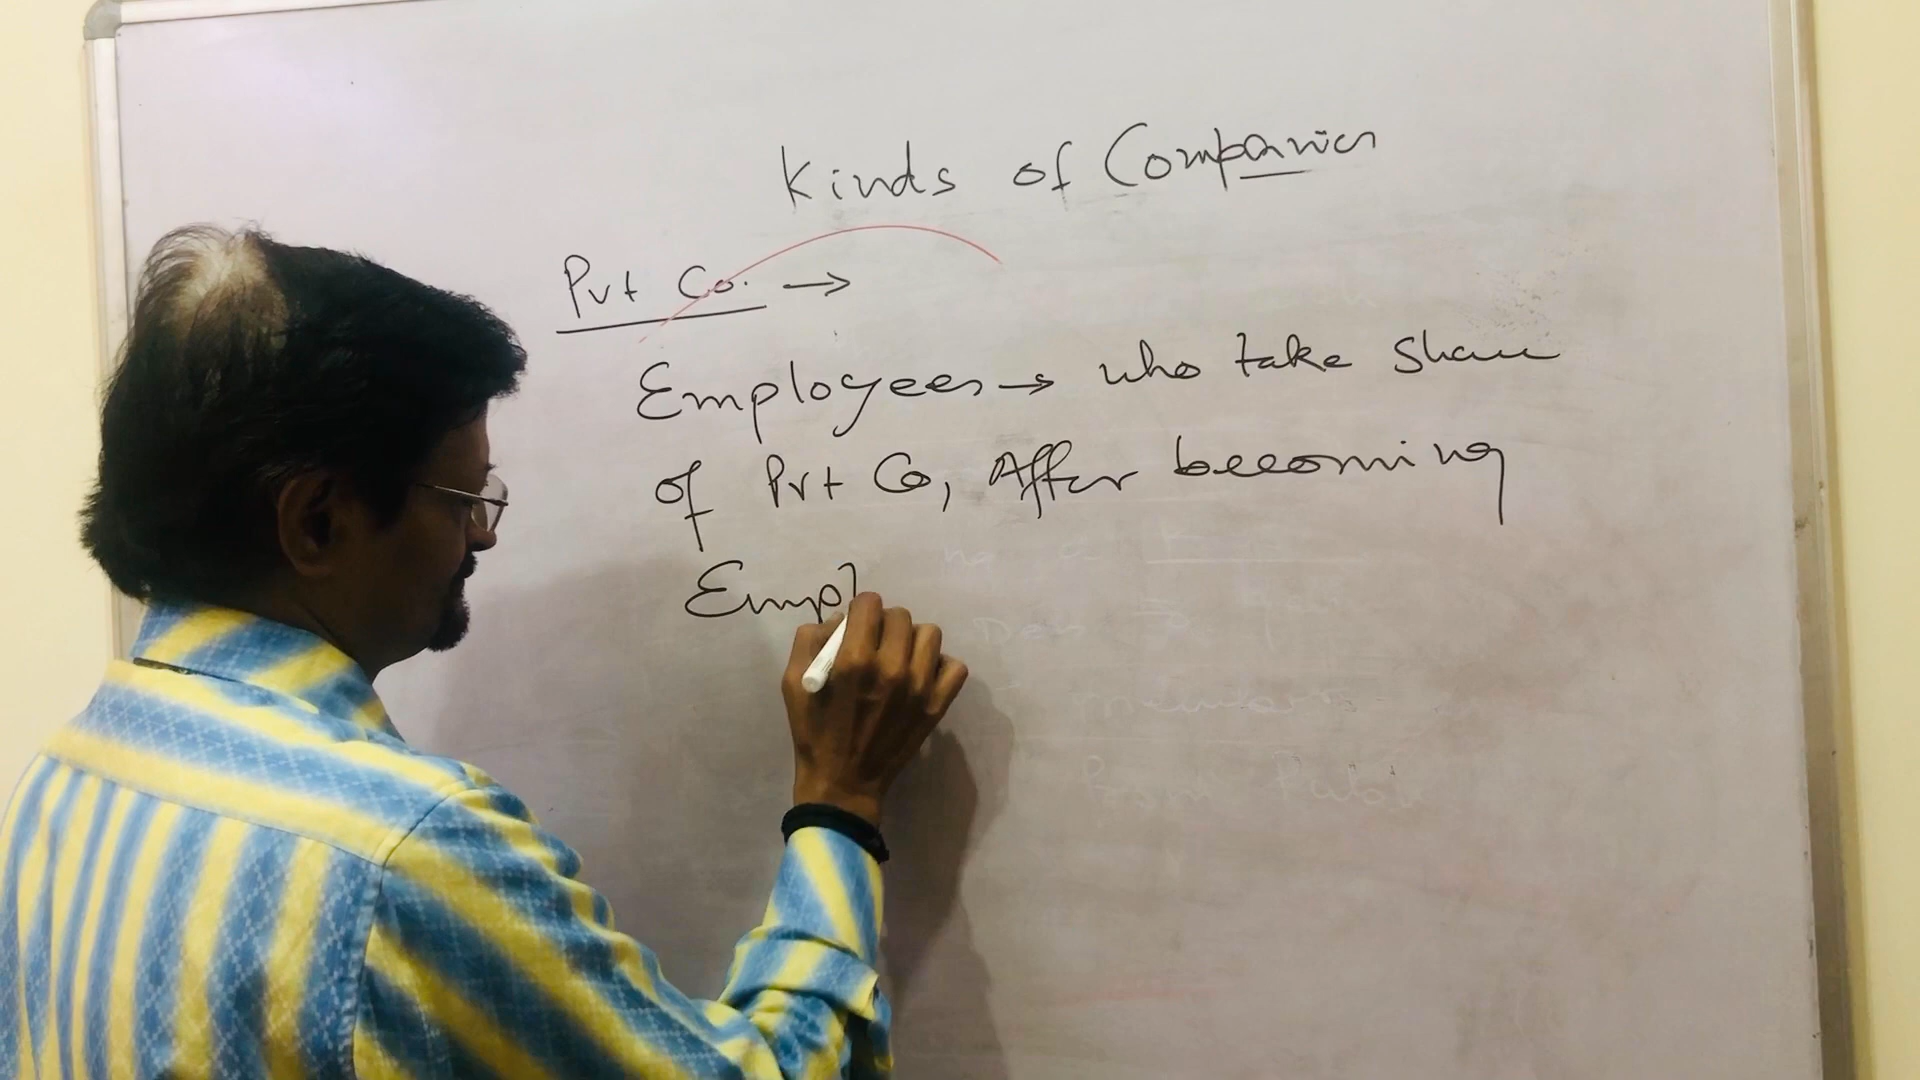 Kinds of Companies
Pvt Co. →
Employees → who take share
of Pvt Co, After becoming
Empl